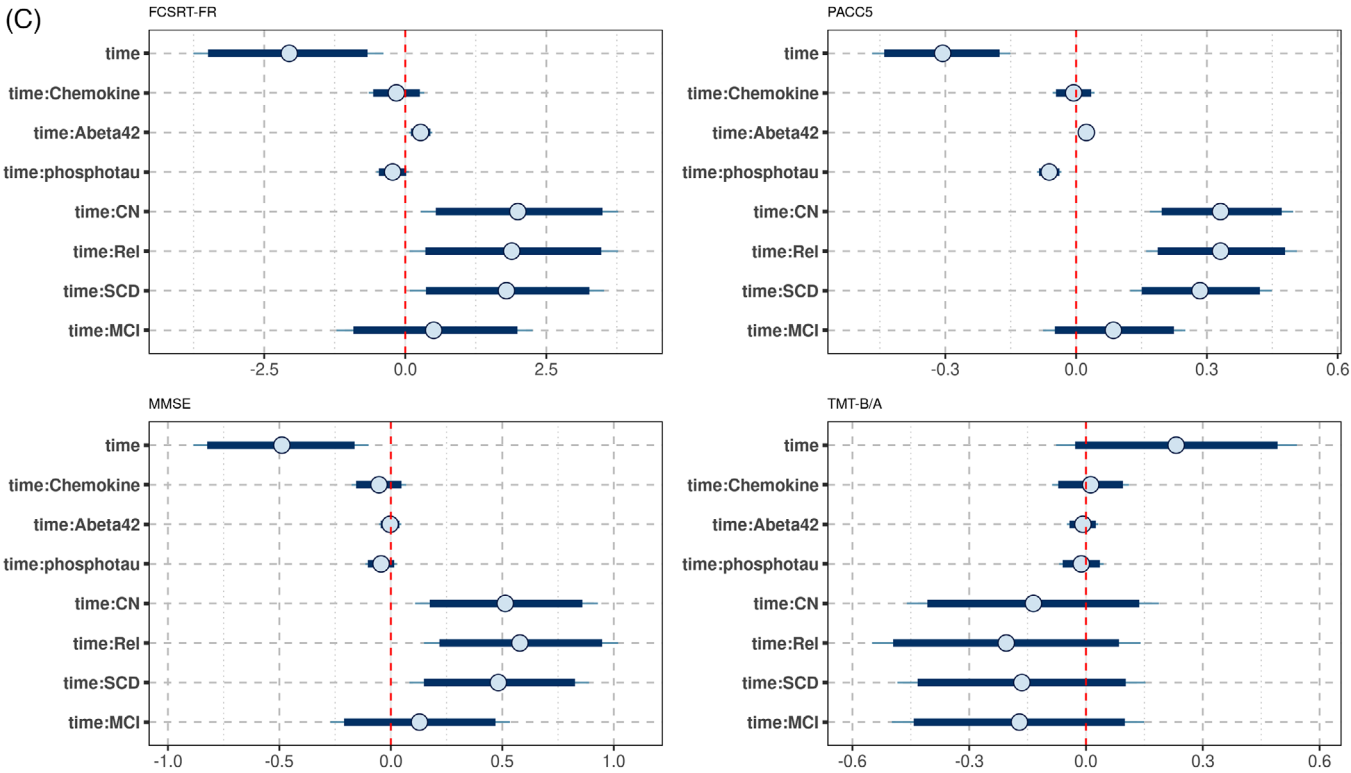 (C)
FCSRT-FR
time
time:Chemokine
time:Abeta42
time:phosphotau
time:CN
time:Rel
time:SCD
time:MCI
-2.5 0.0 2.5
PACC5
time
time:Chemokine
time:Abeta42
time:phosphotau
time:CN
time:Rel
time:SCD
time:MCI
-0.3 0.0 0.3 0.6
MMSE
time
time:Chemokine
time:Abeta42
time:phosphotau
time:CN
time:Rel
time:SCD
time:MCI
-1.0 -0.5 0.0 0.5 1.0
TMT-B/A
time
time:Chemokine
time:Abeta42
time:phosphotau
time:CN
time:Rel
time:SCD
time:MCI
-0.6 -0.3 0.0 0.3 0.6